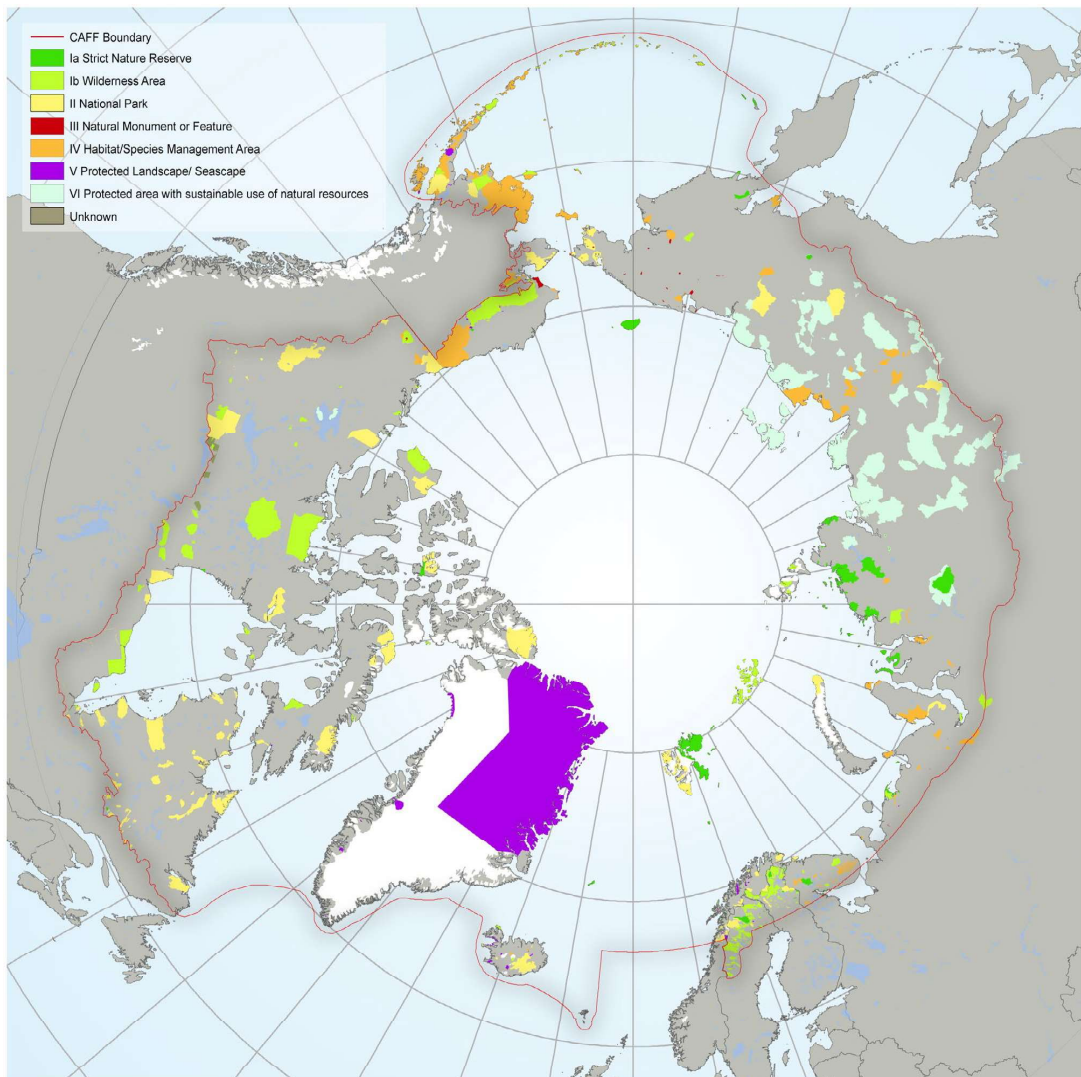 CAFF Boundary
Ia Strict Nature Reserve
Ib Wilderness Area
II National Park
III Natural Monument or Feature
IV Habitat/Species Management Area
V Protected Landscape/ Seascape
VI Protected area with sustainable use of natural resources
Unknown